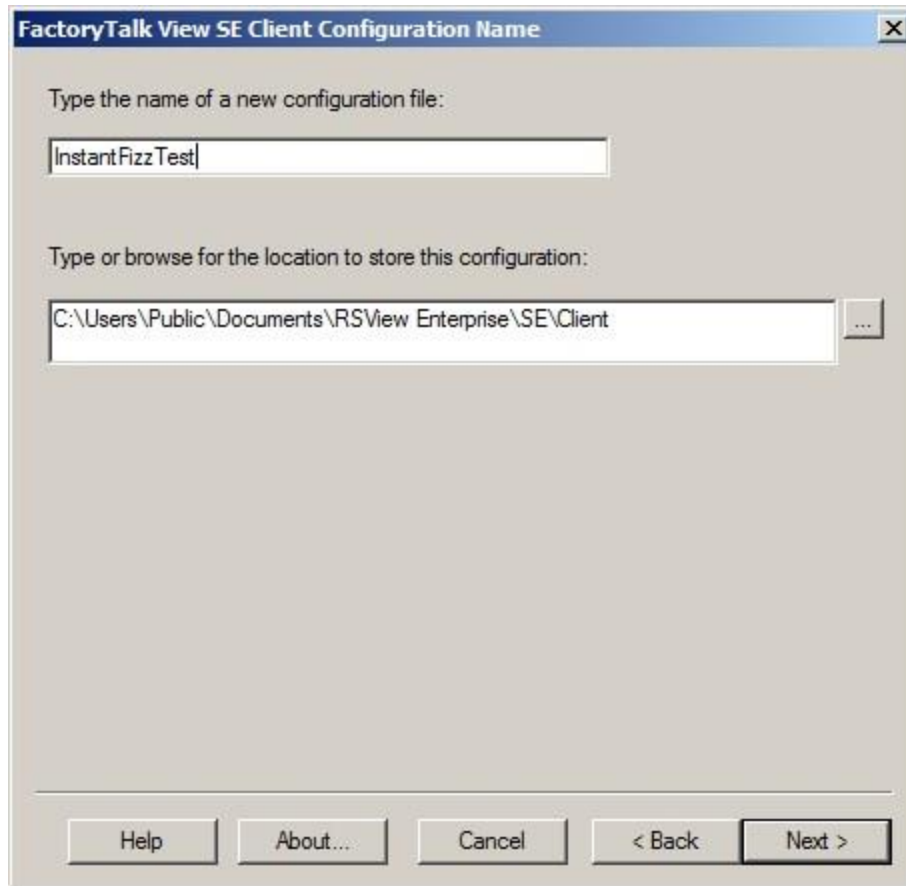 FactoryTalk View SE Client Configuration Name
Type the name of a new configuration file:
InstantFizzTest
Type or browse for the location to store this configuration:
C:\Users\Public\Documents\RSView Enterprise\SE\Client
...
Help About... Cancel < Back Next >